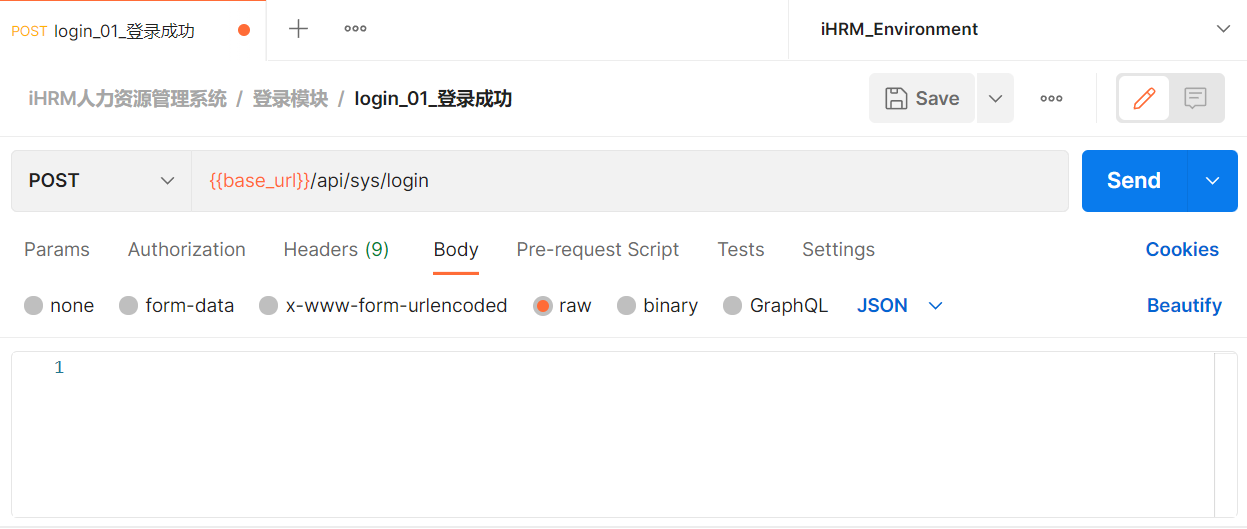 POST login_01_登录成功
iHRM_Environment
iHRM人力资源管理系统 / 登录模块 / login_01_登录成功
Save
POST
{{base_url}}/api/sys/login
Send
Params Authorization Headers (9) Body Pre-request Script Tests Settings Cookies
none form-data x-www-form-urlencoded raw binary GraphQL JSON Beautify
1